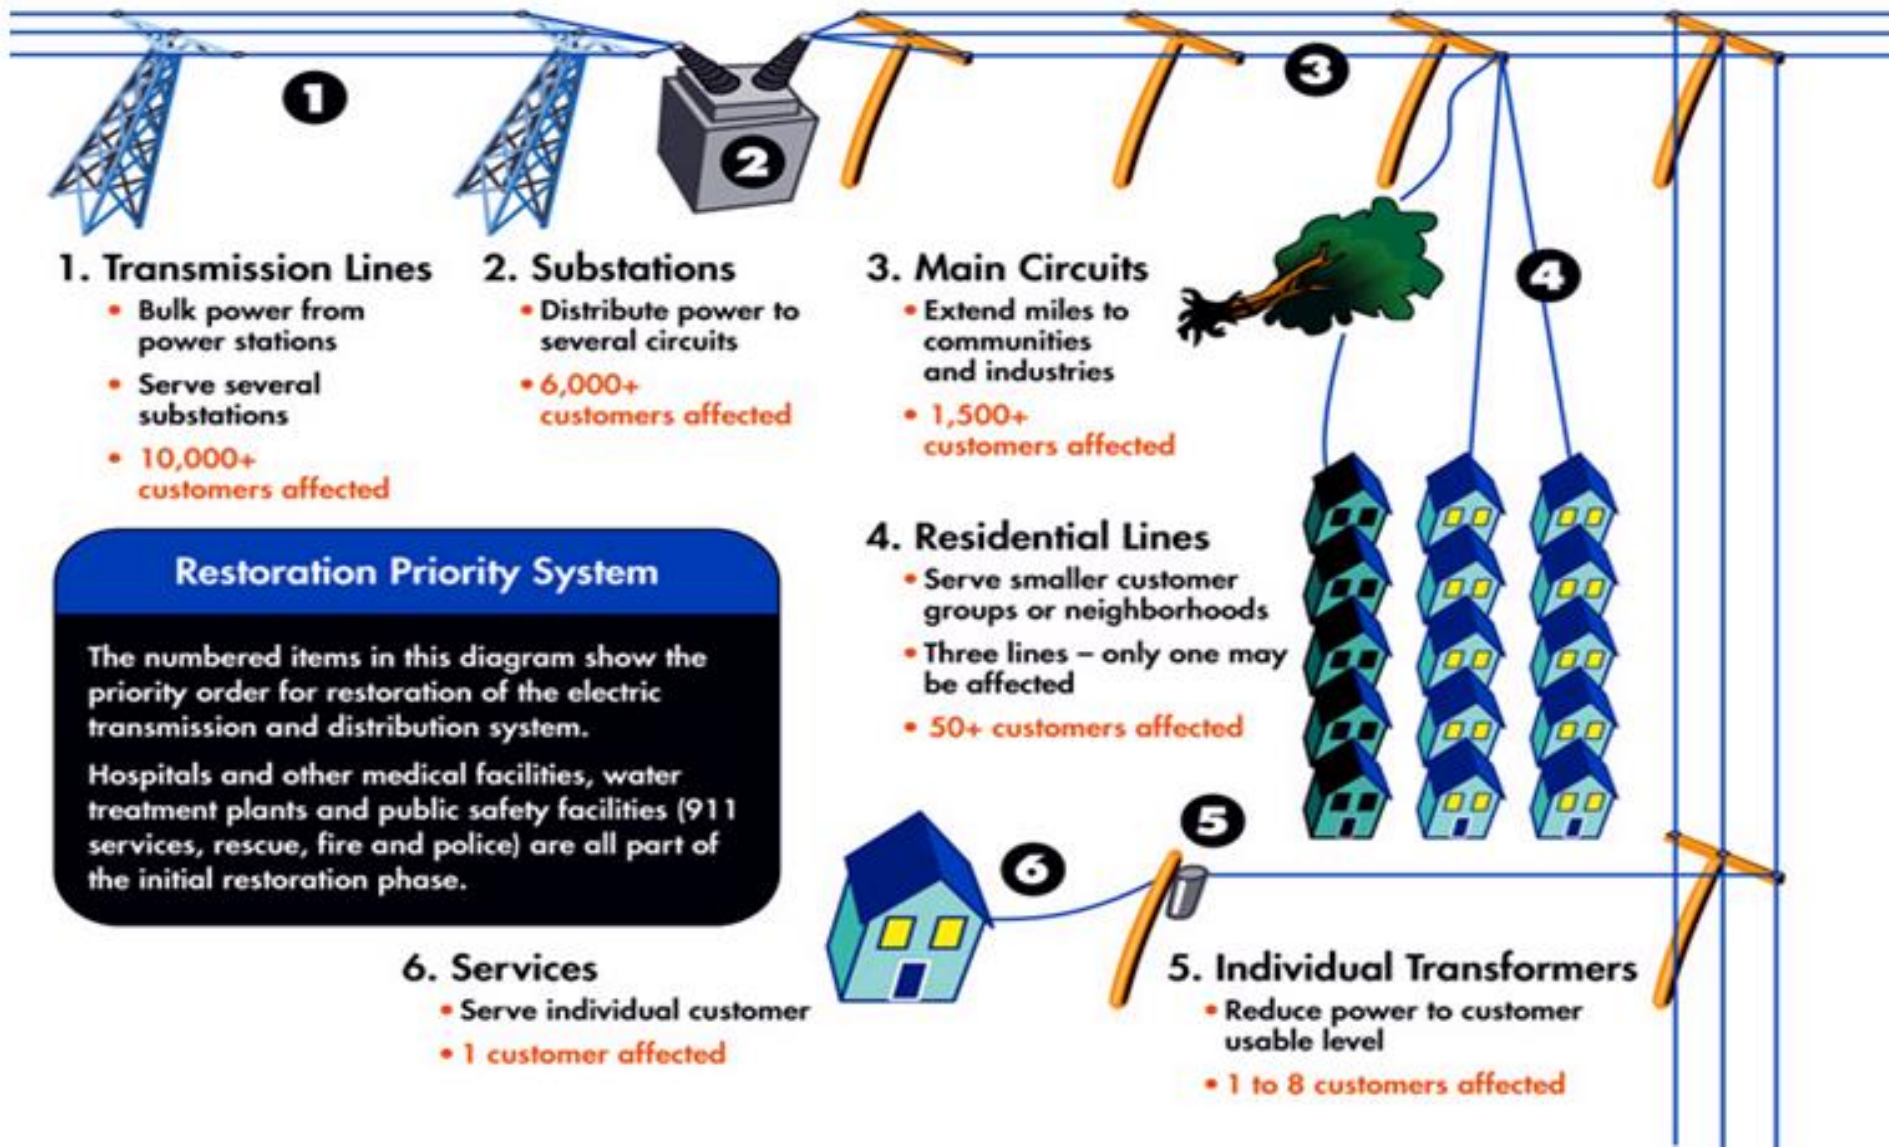 1
2
3
4
1. Transmission Lines
• Bulk power from
power stations
• Serve several
substations
• 10,000+
customers affected
2. Substations
• Distribute power to
several circuits
• 6,000+
customers affected
3. Main Circuits
• Extend miles to
communities
and industries
• 1,500+
customers affected
Restoration Priority System
The numbered items in this diagram show the
priority order for restoration of the electric
transmission and distribution system.
Hospitals and other medical facilities, water
treatment plants and public safety facilities (911
services, rescue, fire and police) are all part of
the initial restoration phase.
4. Residential Lines
• Serve smaller customer
groups or neighborhoods
• Three lines – only one may
be affected
• 50+ customers affected
5
6
6. Services
• Serve individual customer
• 1 customer affected
5. Individual Transformers
• Reduce power to customer
usable level
• 1 to 8 customers affected